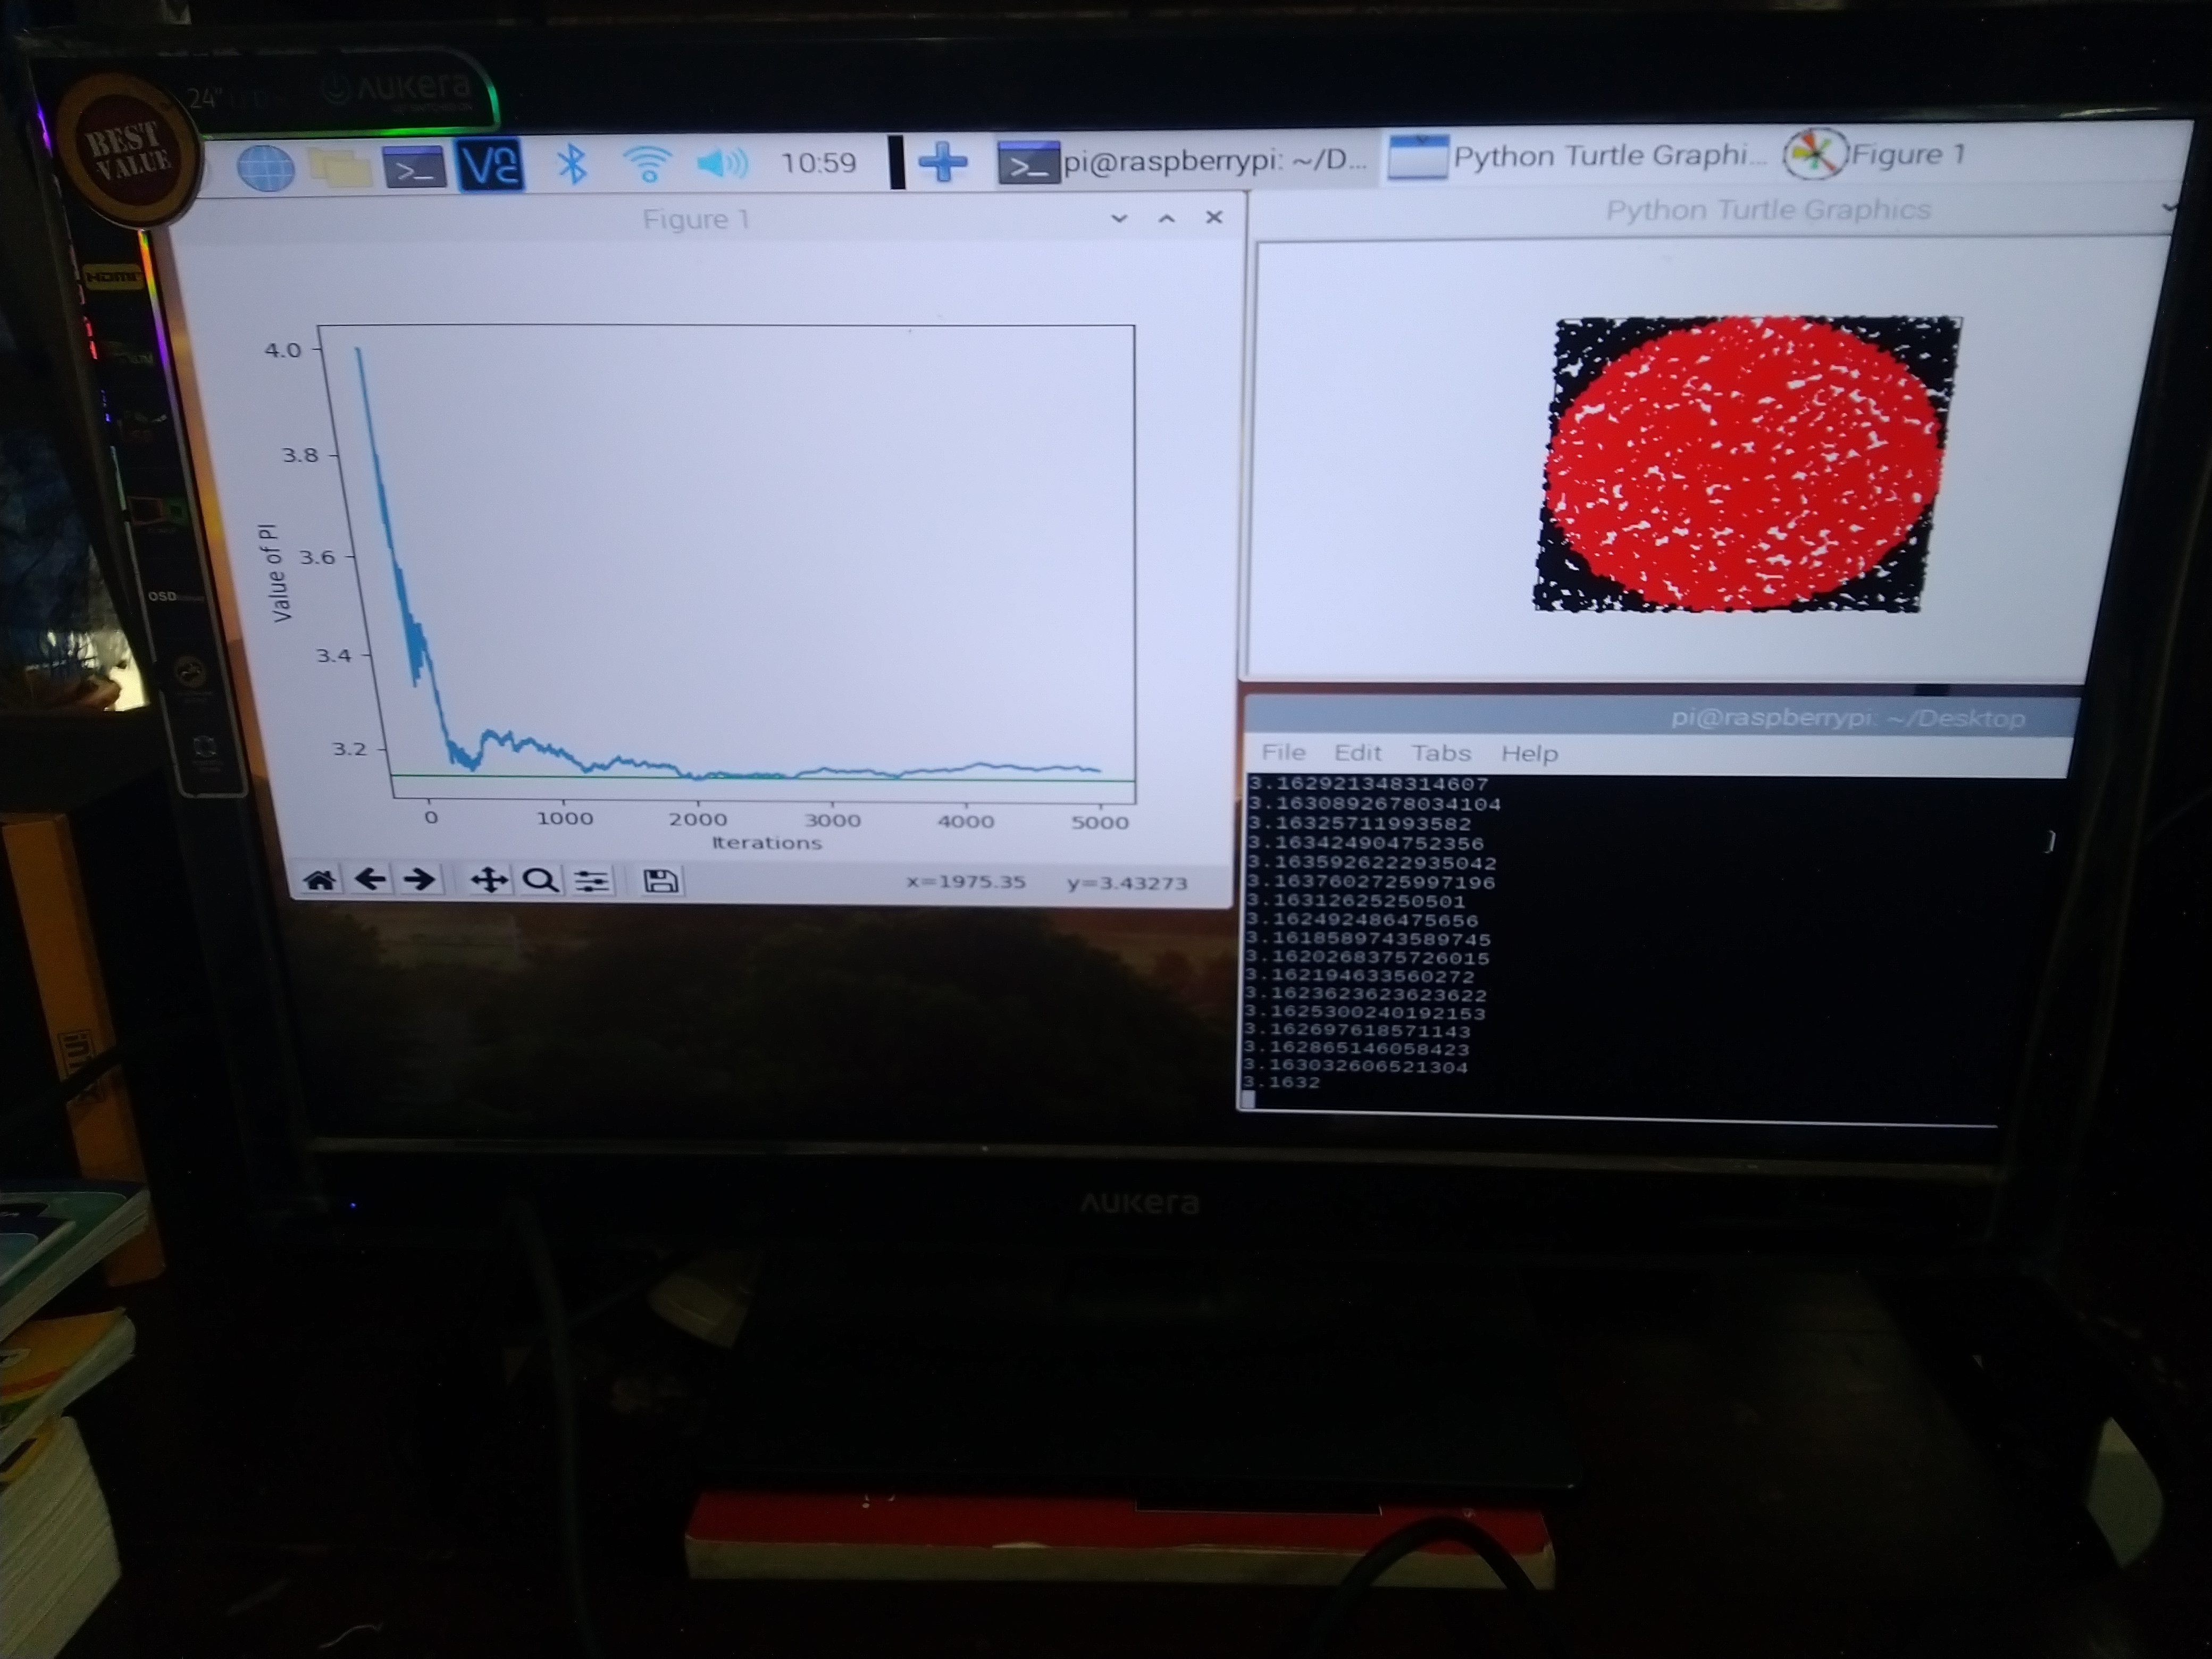 24" LED
AUKERA
BEST
VALUE
10:59
pi@raspberrypi: ~/D...
Python Turtle Graphi...
Figure 1
Figure 1
Python Turtle Graphics
HDMI
4.0
3.8
3.6
3.4
3.2
Value of PI
0 1000 2000 3000 4000 5000
Iterations
x=1975.35 y=3.43273
OSD
pi@raspberrypi: ~/Desktop
File Edit Tabs Help
3.162921348314607
3.1630892678034104
3.16325711993582
3.163424904752356
3.1635926222935042
3.1637602725997196
3.16312625250501
3.162492486475656
3.1618589743589745
3.1620268375726015
3.162194633560272
3.1623623623623622
3.1625300240192153
3.162697618571143
3.162865146058423
3.163032606521304
3.1632
AUKERA